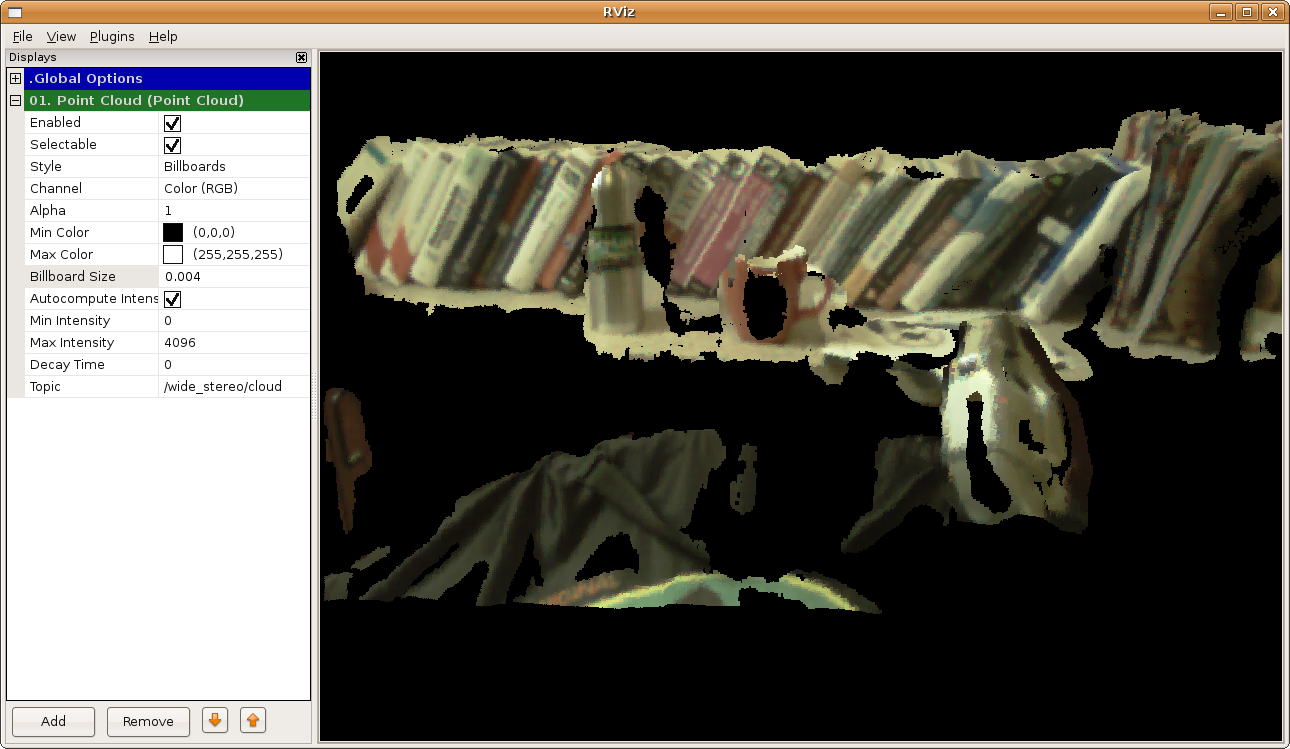 RViz
File View Plugins Help
Displays
.Global Options
01. Point Cloud (Point Cloud)
Enabled
Selectable
Style Billboards
Channel Color (RGB)
Alpha 1
Min Color (0,0,0)
Max Color (255,255,255)
Billboard Size 0.004
Autocompute Intens
Min Intensity 0
Max Intensity 4096
Decay Time 0
Topic /wide_stereo/cloud
Add Remove